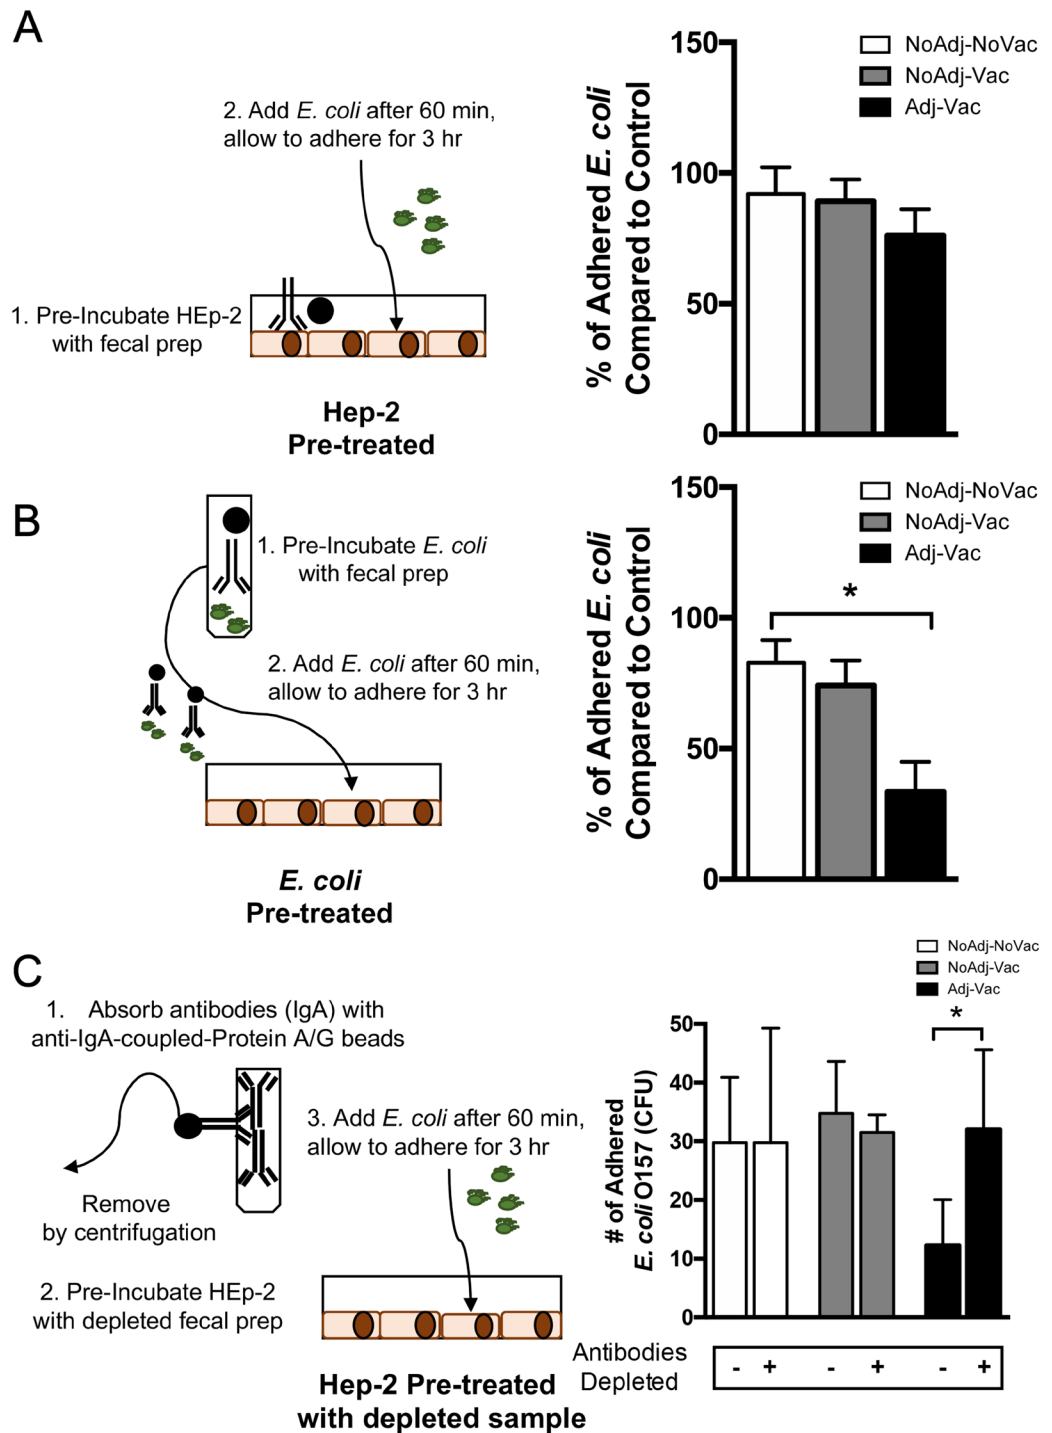 A
2. Add E. coli after 60 min,
allow to adhere for 3 hr
1. Pre-Incubate HEp-2
with fecal prep
Hep-2
Pre-treated
% of Adhered E. coli
Compared to Control
150
100
50
0
NoAdj-NoVac
NoAdj-Vac
Adj-Vac
B
1. Pre-Incubate E. coli
with fecal prep
2. Add E. coli after 60 min,
allow to adhere for 3 hr
E. coli
Pre-treated
% of Adhered E. coli
Compared to Control
150
100
50
0
NoAdj-NoVac
NoAdj-Vac
Adj-Vac
*
C
1. Absorb antibodies (IgA) with
anti-IgA-coupled-Protein A/G beads
Remove
by centrifugation
2. Pre-Incubate HEp-2
with depleted fecal prep
3. Add E. coli after 60 min,
allow to adhere for 3 hr
Hep-2 Pre-treated
with depleted sample
# of Adhered
E. coli O157 (CFU)
50
40
30
20
10
0
NoAdj-NoVac
NoAdj-Vac
Adj-Vac
*
Antibodies
Depleted
- + - + - +